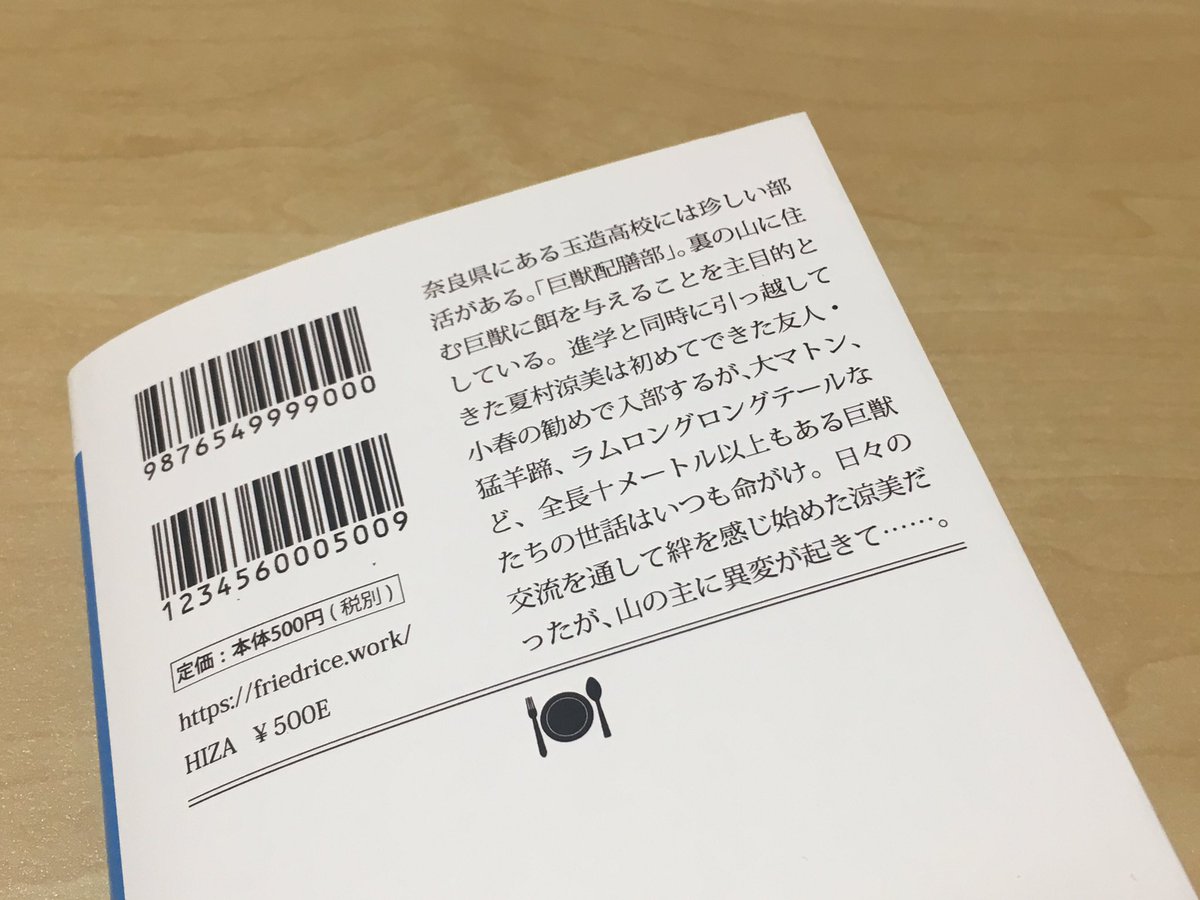 9876549999000
1234560005009
定価：本体500円(税別)
https://friedrice.work/
HIZA ￥500E
奈良県にある玉造高校には珍しい部
活がある。「巨獣配膳部」。裏の山に住
む巨獣に餌を与えることを主目的と
している。進学と同時に引っ越して
きた夏村涼美は初めてできた友人・
小春の勧めで入部するが、大マトン、
猛羊蹄、ラムロングロングテールな
ど、全長十メートル以上もある巨獣
たちの世話はいつも命がけ。日々の
交流を通して絆を感じ始めた涼美だ
ったが、山の主に異変が起きて……。